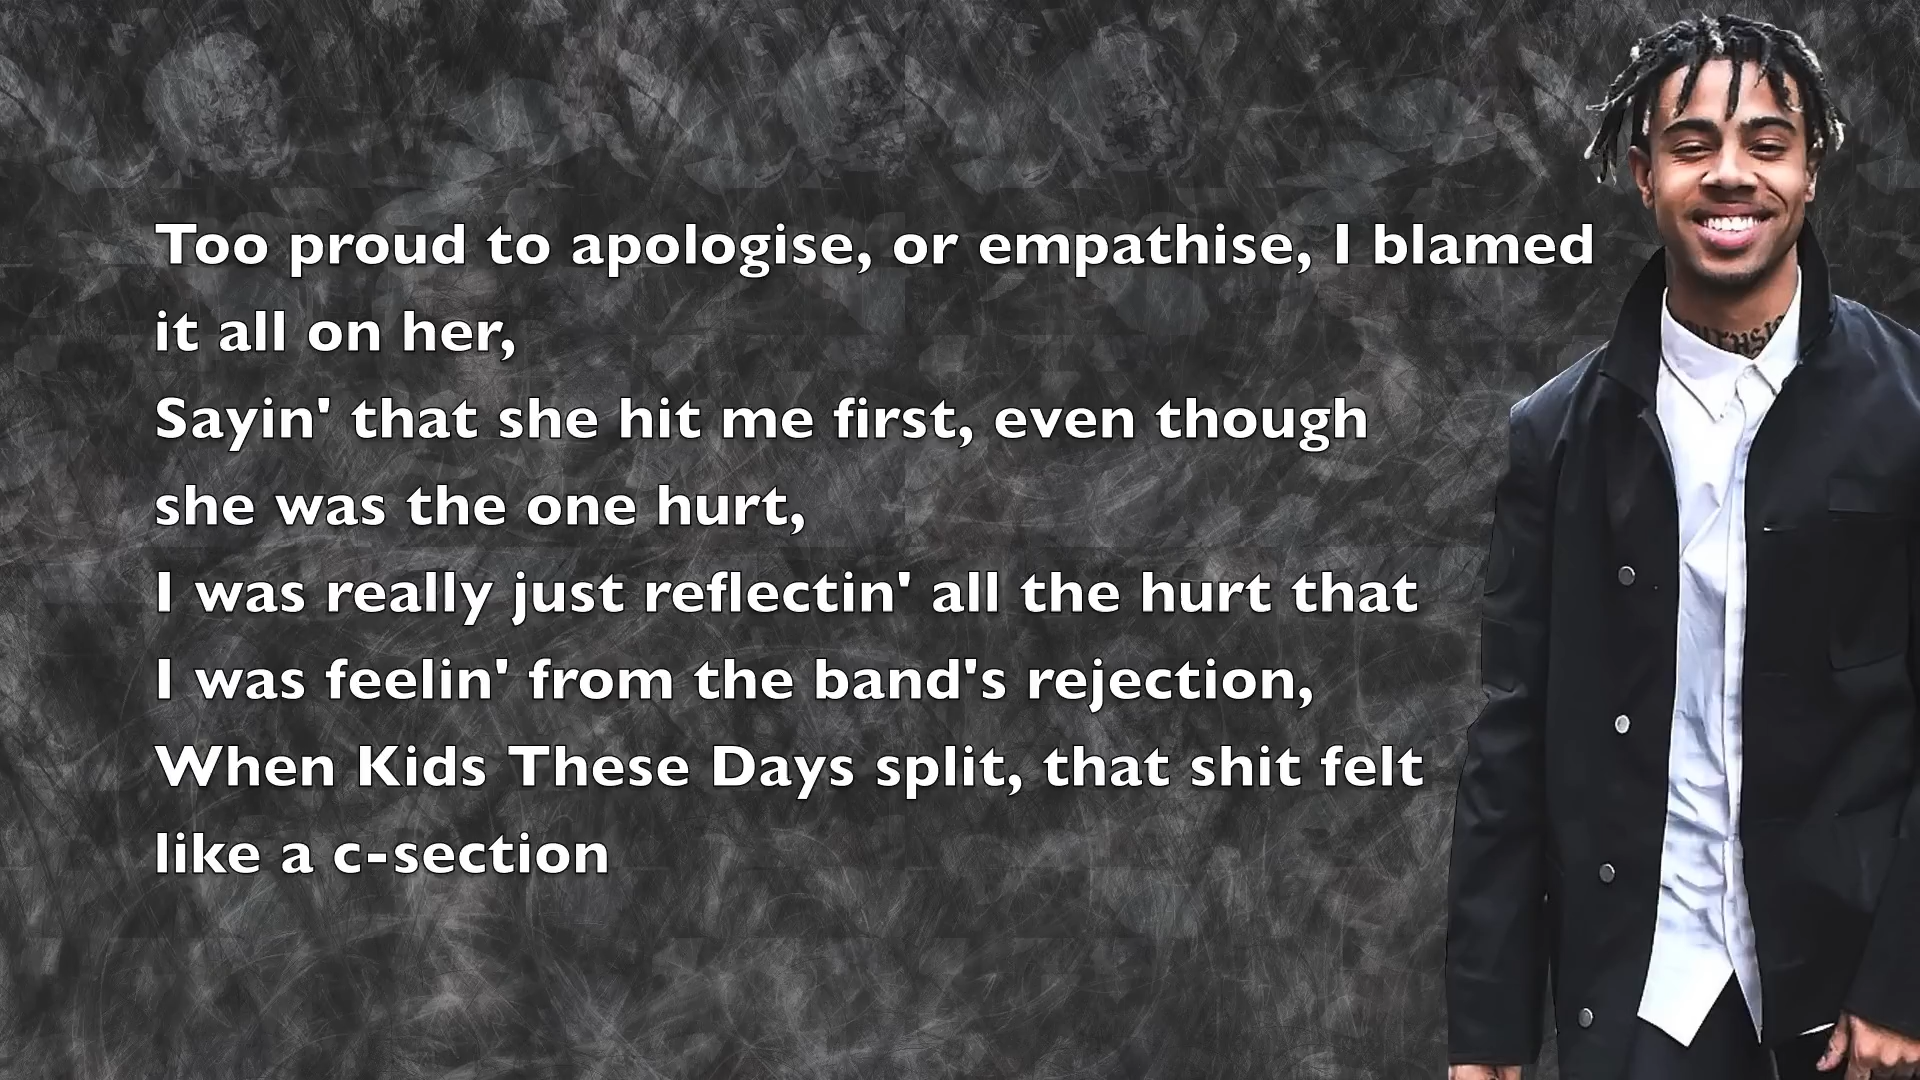 Too proud to apologise, or empathise, I blamed
it all on her,
Sayin' that she hit me first, even though
she was the one hurt,
I was really just reflectin' all the hurt that
I was feelin' from the band's rejection,
When Kids These Days split, that shit felt
like a c-section